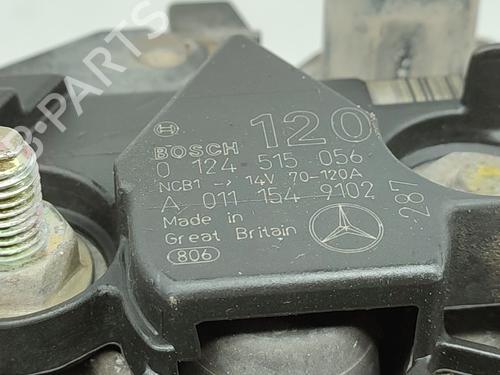 BOSCH 120
0 124 515 056
NCB1 → 14V 70-120A
A 011 154 9102
Made in
Great Britain
806
287
B-PARTS